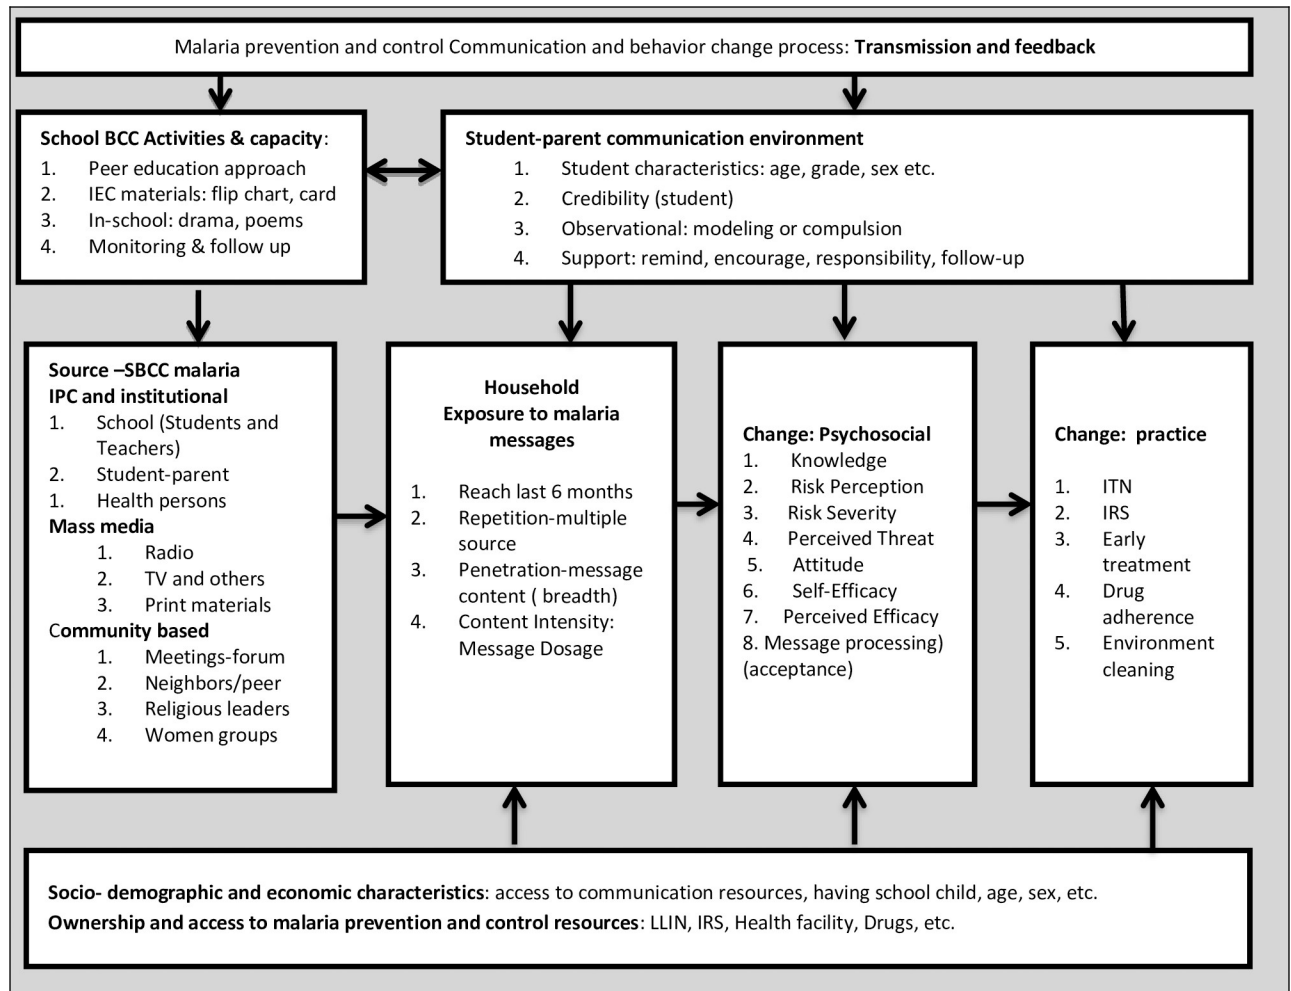 Malaria prevention and control Communication and behavior change process: Transmission and feedback
School BCC Activities & capacity:
1. Peer education approach
2. IEC materials: flip chart, card
3. In-school: drama, poems
4. Monitoring & follow up
Student-parent communication environment
1. Student characteristics: age, grade, sex etc.
2. Credibility (student)
3. Observational: modeling or compulsion
4. Support: remind, encourage, responsibility, follow-up
Source –SBCC malaria
IPC and institutional
1. School (Students and
Teachers)
2. Student-parent
1. Health persons
Mass media
1. Radio
2. TV and others
3. Print materials
Community based
1. Meetings-forum
2. Neighbors/peer
3. Religious leaders
4. Women groups
Household
Exposure to malaria
messages
1. Reach last 6 months
2. Repetition-multiple
source
3. Penetration-message
content ( breadth)
4. Content Intensity:
Message Dosage
Change: Psychosocial
1. Knowledge
2. Risk Perception
3. Risk Severity
4. Perceived Threat
5. Attitude
6. Self-Efficacy
7. Perceived Efficacy
8. Message processing)
(acceptance)
Change: practice
1. ITN
2. IRS
3. Early
treatment
4. Drug
adherence
5. Environment
cleaning
Socio- demographic and economic characteristics: access to communication resources, having school child, age, sex, etc.
Ownership and access to malaria prevention and control resources: LLIN, IRS, Health facility, Drugs, etc.